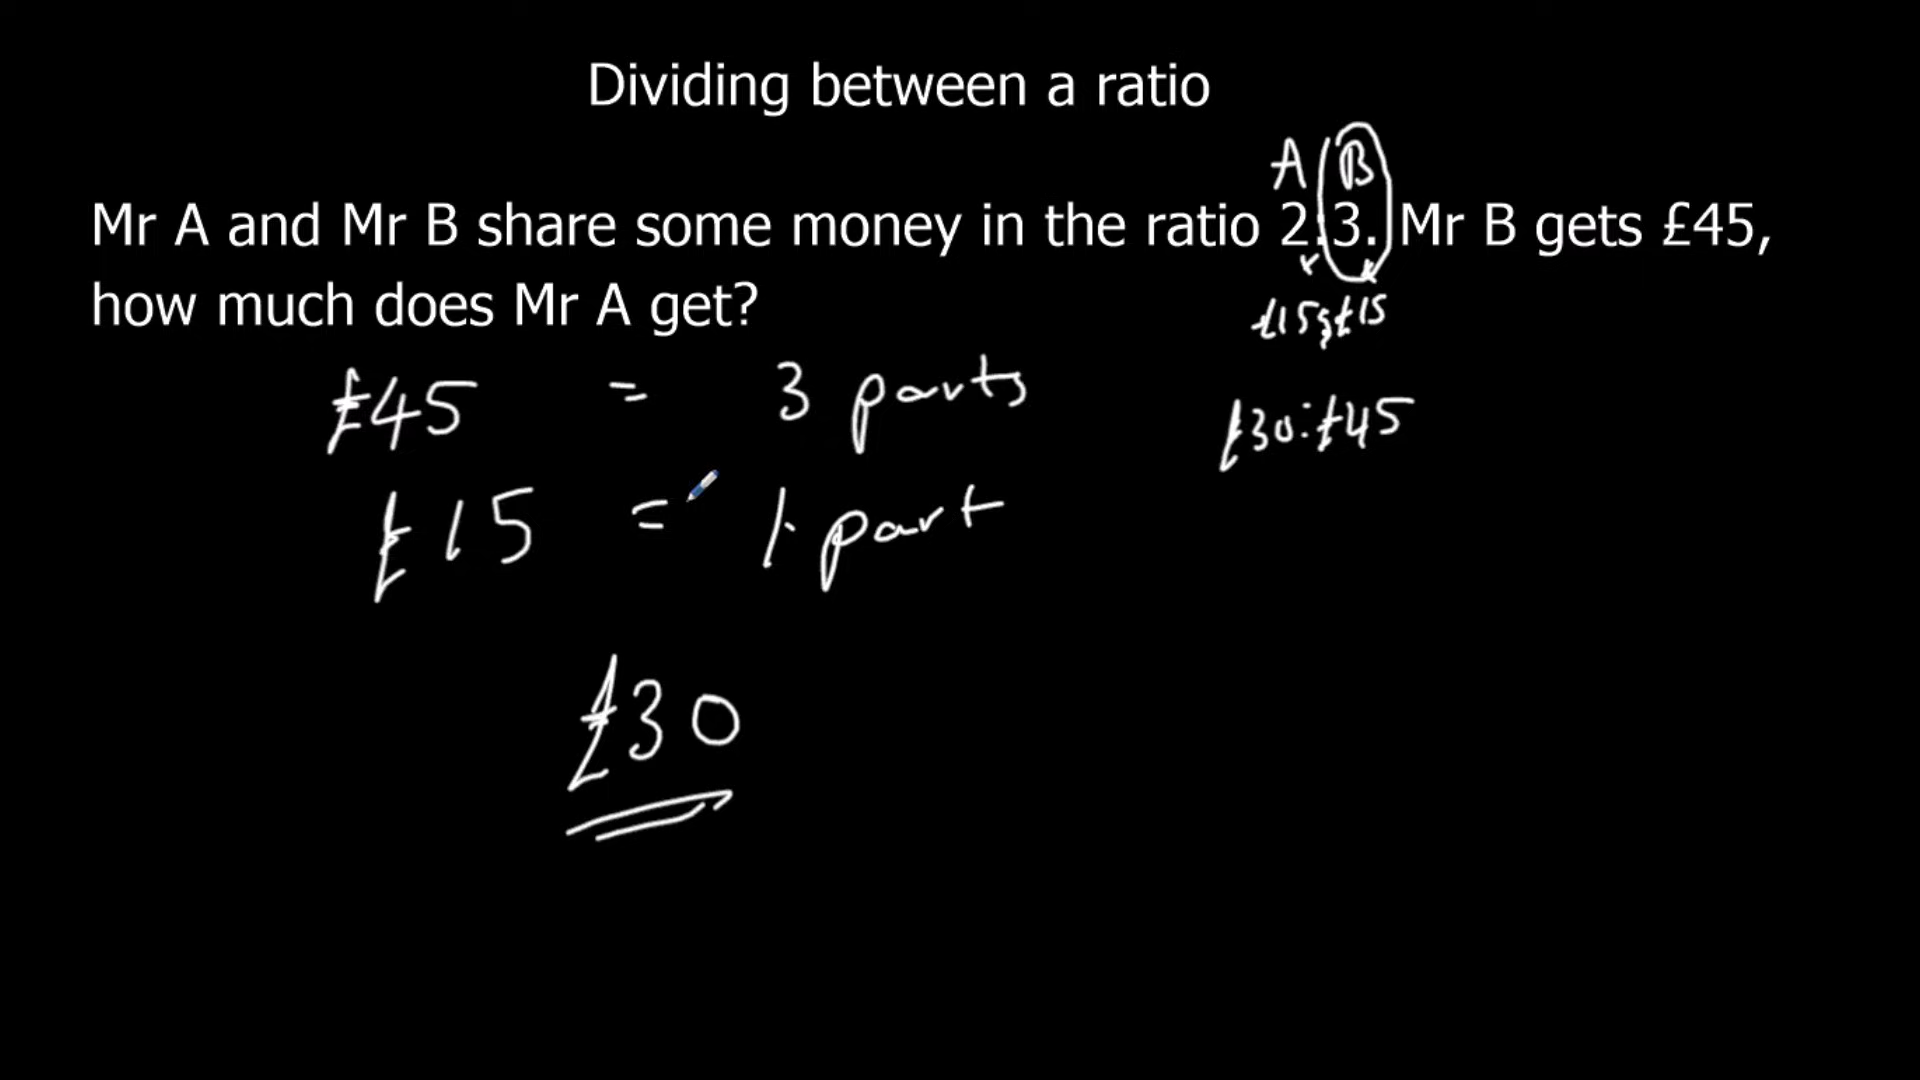 Dividing between a ratio
A B
Mr A and Mr B share some money in the ratio 2:3. Mr B gets £45,
× ×
how much does Mr A get?
£15 : £15
£45 = 3 parts
£30:£45
£15 = 1 part
£30